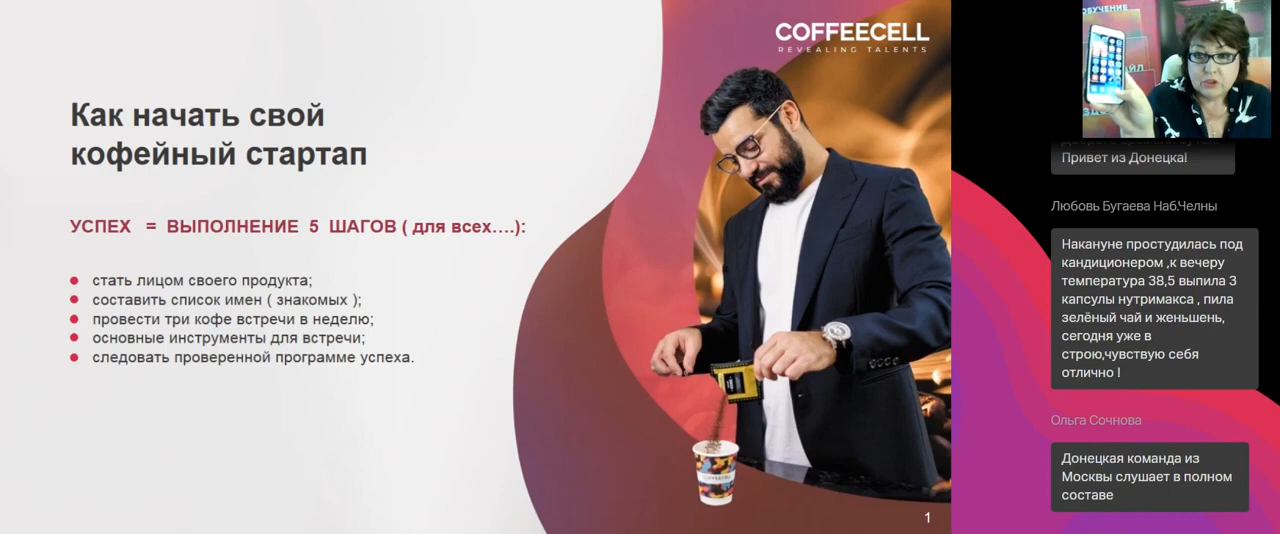 COFFEECELL
REVEALING TALENTS
Как начать свой
кофейный стартап
УСПЕХ = ВЫПОЛНЕНИЕ 5 ШАГОВ ( для всех….):
стать лицом своего продукта;
составить список имен ( знакомых );
провести три кофе встречи в неделю;
основные инструменты для встречи;
следовать проверенной программе успеха.
COFFEECELL
1
ОБУЧЕНИЕ
Привет из Донецка!
Любовь Бугаева Наб.Челны
Накануне простудилась под
кандиционером ,к вечеру
температура 38,5 выпила 3
капсулы нутримакса , пила
зелёный чай и женьшень,
сегодня уже в
строю,чувствую себя
отлично !
Ольга Сочнова
Донецкая команда из
Москвы слушает в полном
составе